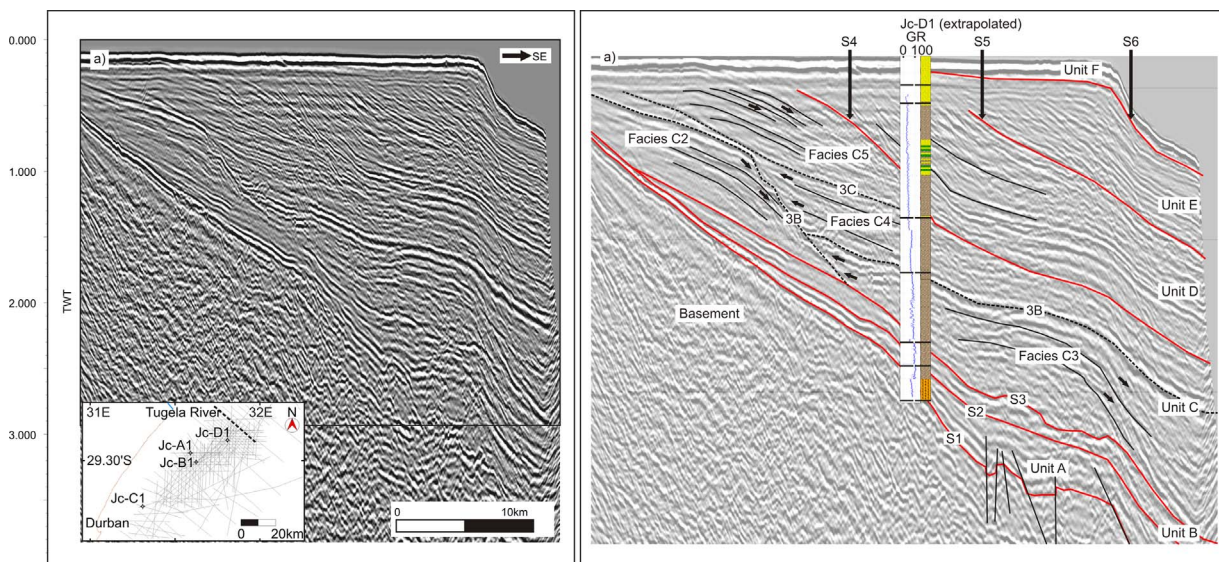 0.000
1.000
2.000
3.000
TWT
a)
SE
31E
32E
N
Tugela River
Jc-D1
Jc-A1
29.30'S
Jc-B1
Jc-C1
Durban
0 20km
0 10km
Jc-D1 (extrapolated)
GR
0 100
a)
S4
S5
S6
Unit F
Facies C2
Facies C5
3C
3B
Facies C4
Unit E
Unit D
Basement
3B
Facies C3
Unit C
S3
S2
S1
Unit A
Unit B